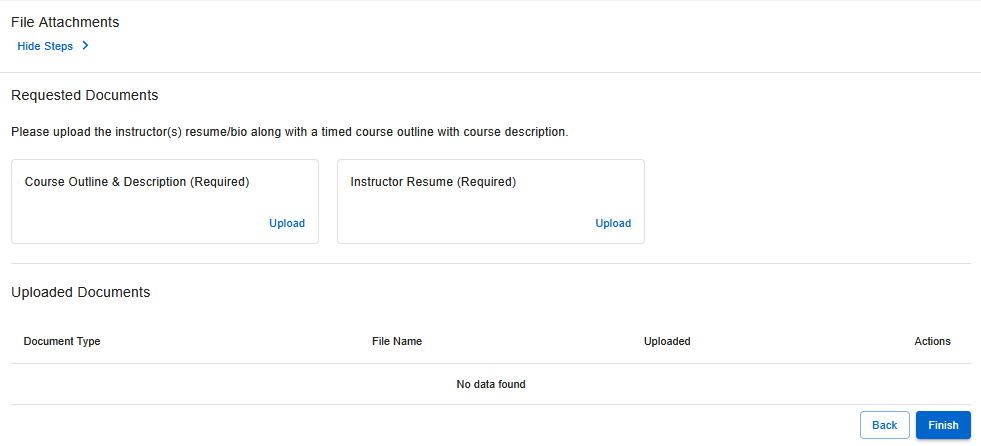 File Attachments
Hide Steps
Requested Documents
Please upload the instructor(s) resume/bio along with a timed course outline with course description.
Course Outline & Description (Required)
Upload
Instructor Resume (Required)
Upload
Uploaded Documents
Document Type File Name Uploaded Actions
No data found
Back Finish